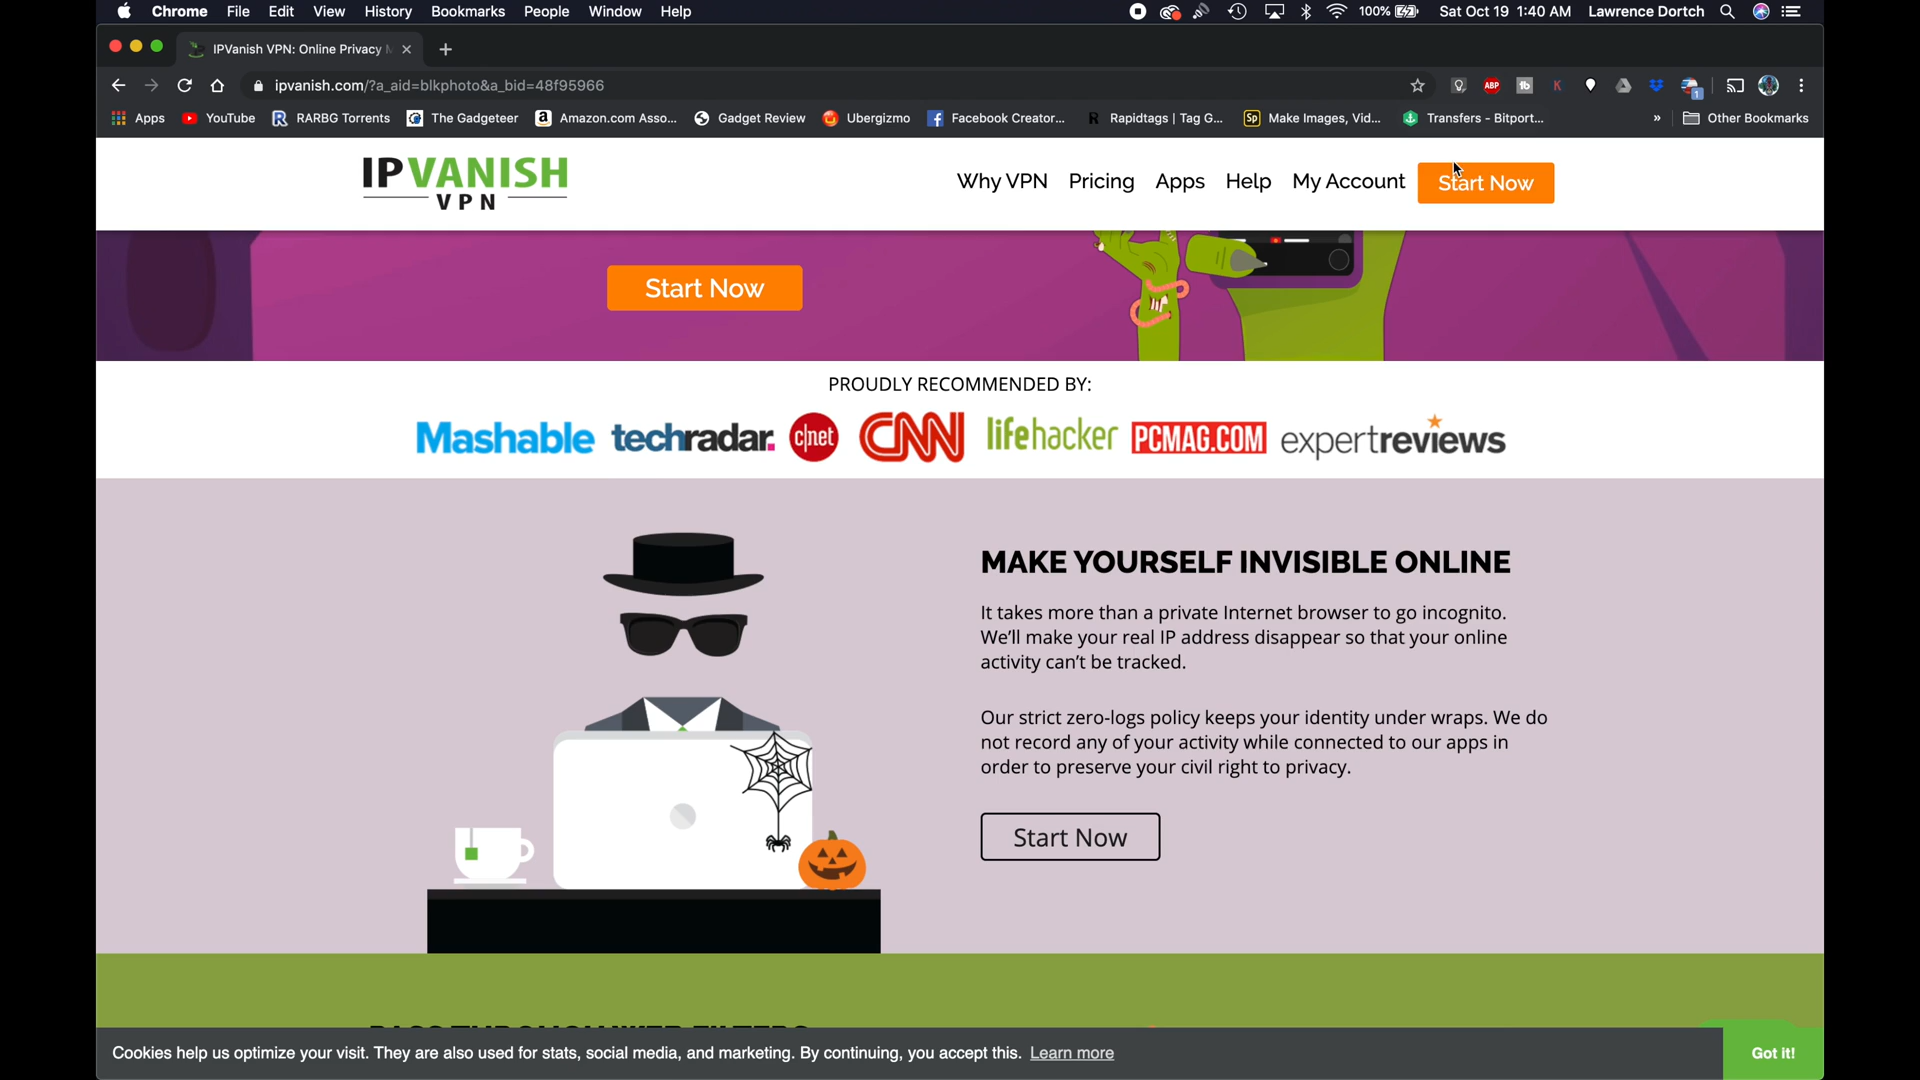 Chrome File Edit View History Bookmarks People Window Help 100% Sat Oct 19 1:40 AM Lawrence Dortch
IPVanish VPN: Online Privacy
ipvanish.com/?a_aid=blkphoto&a_bid=48f95966 ABP tb K 1
Apps YouTube R RARBG Torrents The Gadgeteer a Amazon.com Asso... Gadget Review Ubergizmo Facebook Creator... R Rapidtags | Tag G... Sp Make Images, Vid... Transfers - Bitport... » Other Bookmarks
IPVANISH
VPN
Why VPN Pricing Apps Help My Account Start Now
Start Now
PROUDLY RECOMMENDED BY:
Mashable techradar. c|net CNN lifehacker PCMAG.COM expertreviews
MAKE YOURSELF INVISIBLE ONLINE
It takes more than a private Internet browser to go incognito.
We'll make your real IP address disappear so that your online
activity can't be tracked.
Our strict zero-logs policy keeps your identity under wraps. We do
not record any of your activity while connected to our apps in
order to preserve your civil right to privacy.
Start Now
Cookies help us optimize your visit. They are also used for stats, social media, and marketing. By continuing, you accept this. Learn more Got it!